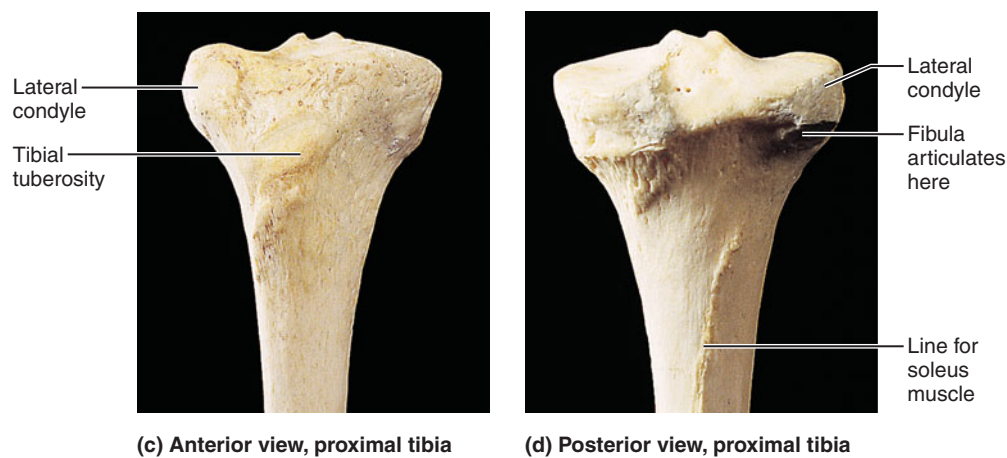 Lateral
condyle
Tibial
tuberosity
Lateral
condyle
Fibula
articulates
here
Line for
soleus
muscle
(c) Anterior view, proximal tibia
(d) Posterior view, proximal tibia